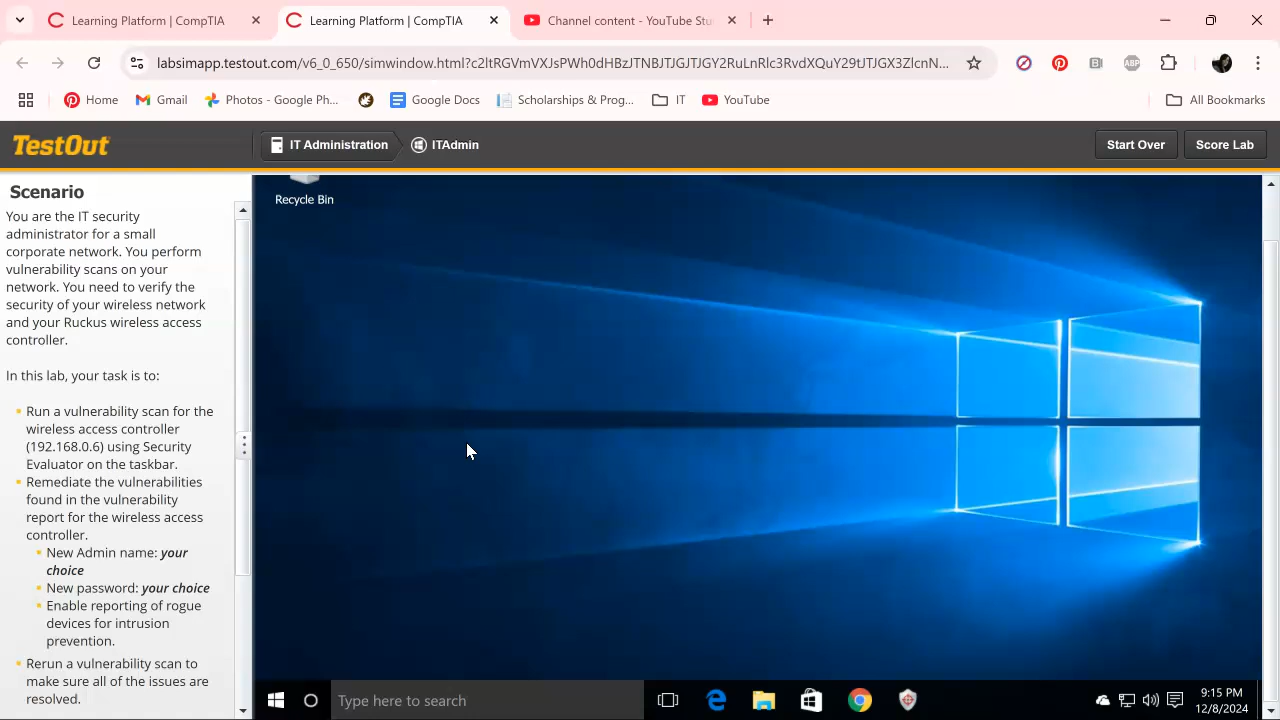 Learning Platform | CompTIA
Learning Platform | CompTIA
Channel content - YouTube Stu
labsimapp.testout.com/v6_0_650/simwindow.html?c2ltRGVmVXJsPWh0dHBzJTNBJTJGJTJGY2RuLnRlc3RvdXQuY29tJTJGX3ZlcnN...
ABP
Home
Gmail
Photos - Google Ph...
Google Docs
Scholarships & Prog...
IT
YouTube
All Bookmarks
TestOut
IT Administration
ITAdmin
Start Over
Score Lab
Scenario
You are the IT security
administrator for a small
corporate network. You perform
vulnerability scans on your
network. You need to verify the
security of your wireless network
and your Ruckus wireless access
controller.
In this lab, your task is to:
Run a vulnerability scan for the
wireless access controller
(192.168.0.6) using Security
Evaluator on the taskbar.
Remediate the vulnerabilities
found in the vulnerability
report for the wireless access
controller.
New Admin name: your
choice
New password: your choice
Enable reporting of rogue
devices for intrusion
prevention.
Rerun a vulnerability scan to
make sure all of the issues are
resolved.
Recycle Bin
Type here to search
9:15 PM
12/8/2024